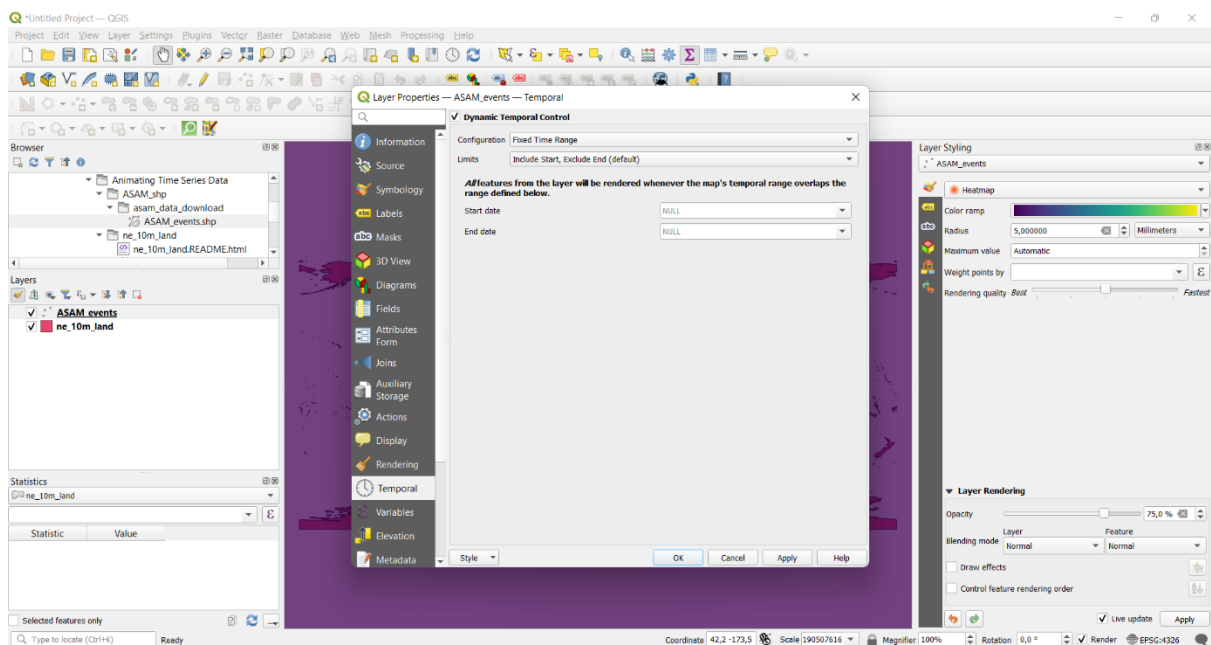 *Untitled Project — QGIS
Project Edit View Layer Settings Plugins Vector Raster Database Web Mesh Processing Help
Browser
Animating Time Series Data
ASAM_shp
asam_data_download
ASAM_events.shp
ne_10m_land
ne_10m_land.README.html
Layers
ASAM_events
ne_10m_land
Statistics
ne_10m_land
Statistic Value
Selected features only
Layer Properties — ASAM_events — Temporal
Information
Source
Symbology
abc Labels
abc Masks
3D View
Diagrams
Fields
Attributes
Form
Joins
Auxiliary
Storage
Actions
Display
Rendering
Temporal
Variables
Elevation
Metadata
Dynamic Temporal Control
Configuration Fixed Time Range
Limits Include Start, Exclude End (default)
All features from the layer will be rendered whenever the map's temporal range overlaps the
range defined below.
Start date NULL
End date NULL
Style OK Cancel Apply Help
Layer Styling
ASAM_events
Heatmap
Color ramp
Radius 5,000000 Millimeters
Maximum value Automatic
Weight points by
Rendering quality Best Fastest
Layer Rendering
Opacity 75,0 %
Layer Feature
Blending mode Normal Normal
Draw effects
Control feature rendering order
Live update Apply
Type to locate (Ctrl+K) Ready Coordinate 42,2 -173,5 Scale 190507616 Magnifier 100% Rotation 0,0 ° Render EPSG:4326